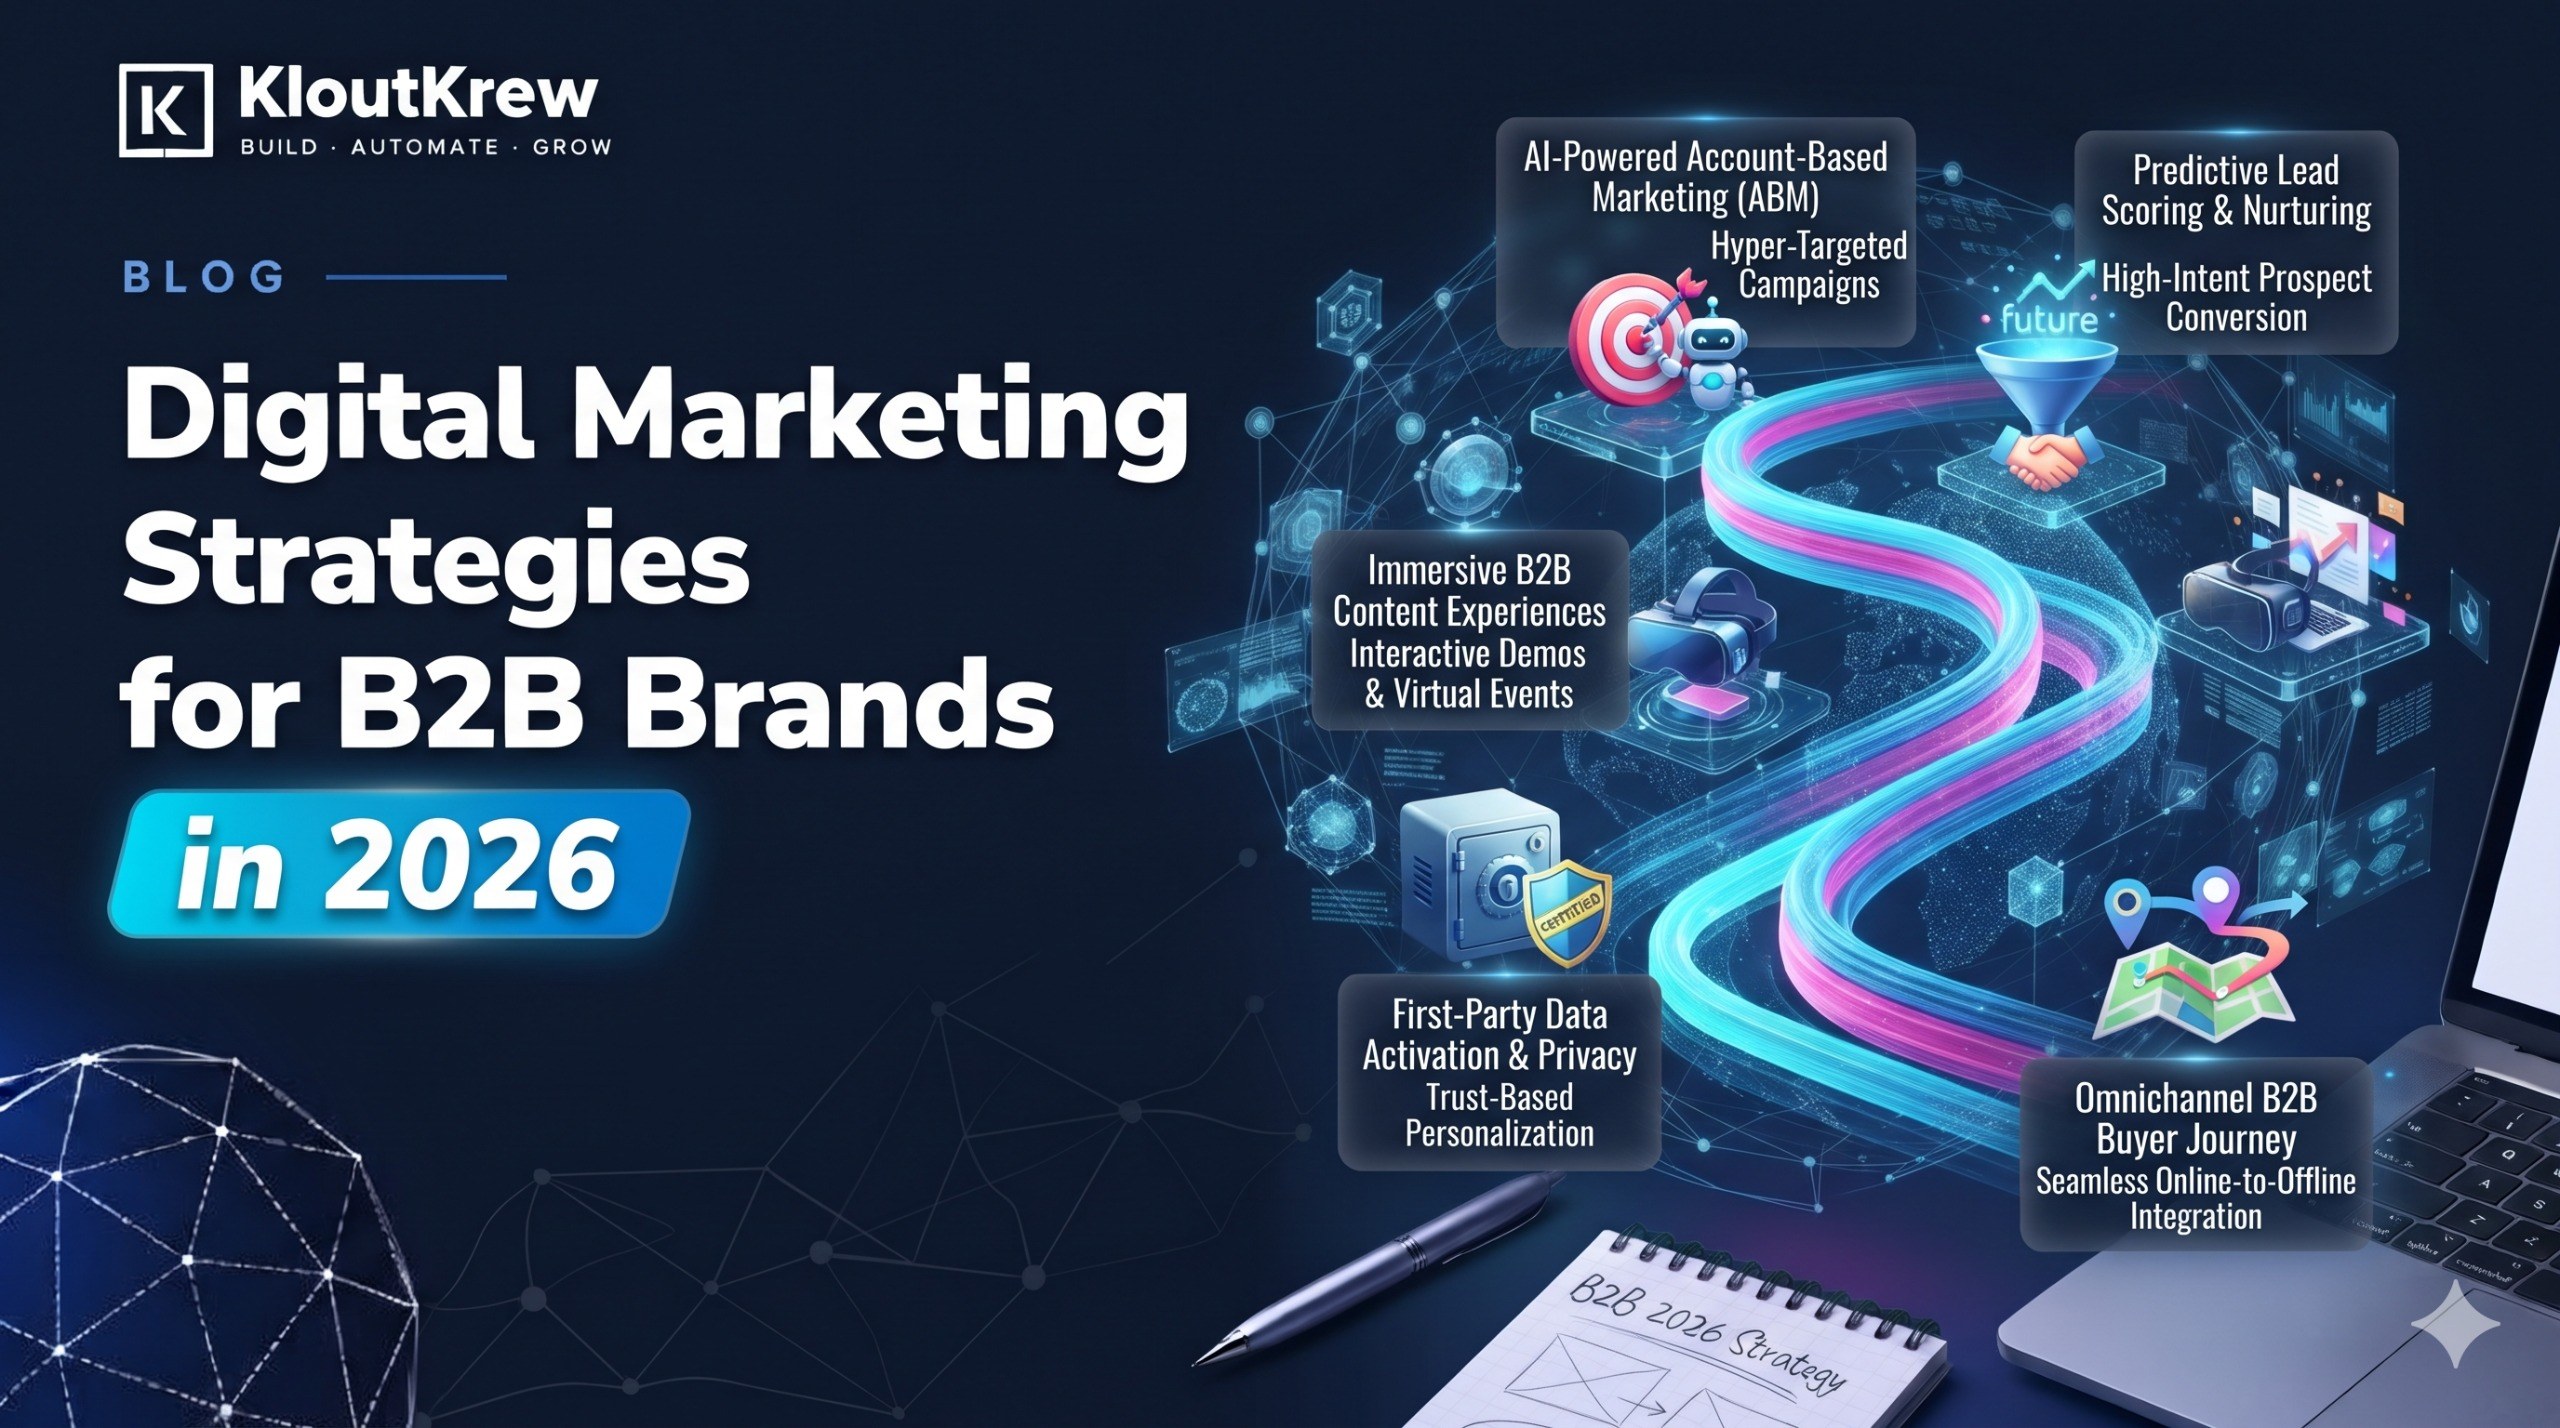 K
KloutKrew
BUILD · AUTOMATE · GROW
BLOG
Digital Marketing
Strategies
for B2B Brands
in 2026
AI-Powered Account-Based
Marketing (ABM)
Hyper-Targeted
Campaigns
Predictive Lead
Scoring & Nurturing
High-Intent Prospect
Conversion
future
Immersive B2B
Content Experiences
Interactive Demos
& Virtual Events
First-Party Data
Activation & Privacy
Trust-Based
Personalization
Omnichannel B2B
Buyer Journey
Seamless Online-to-Offline
Integration
B2B 2026 Strategy